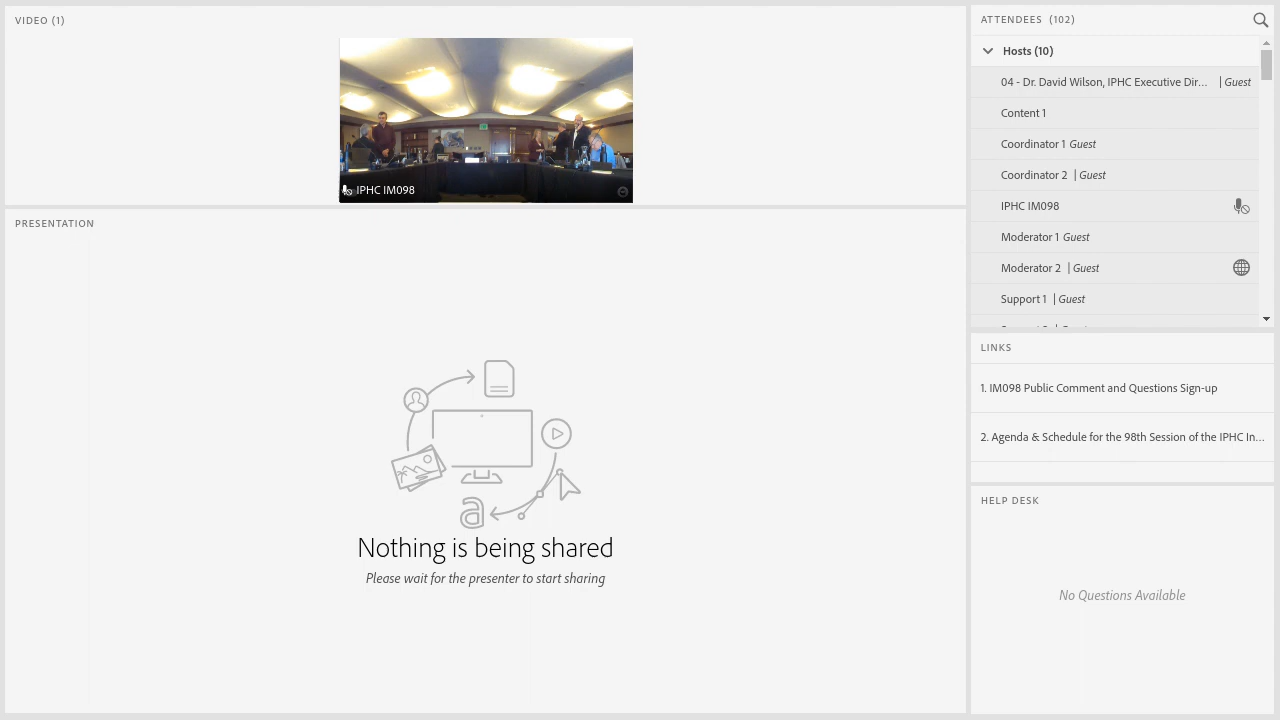 VIDEO (1)
IPHC IM098
PRESENTATION
a
Nothing is being shared
Please wait for the presenter to start sharing
ATTENDEES (102)
Hosts (10)
04 - Dr. David Wilson, IPHC Executive Dir... | Guest
Content 1
Coordinator 1 Guest
Coordinator 2 | Guest
IPHC IM098
Moderator 1 Guest
Moderator 2 | Guest
Support 1 | Guest
LINKS
1. IM098 Public Comment and Questions Sign-up
2. Agenda & Schedule for the 98th Session of the IPHC In...
HELP DESK
No Questions Available